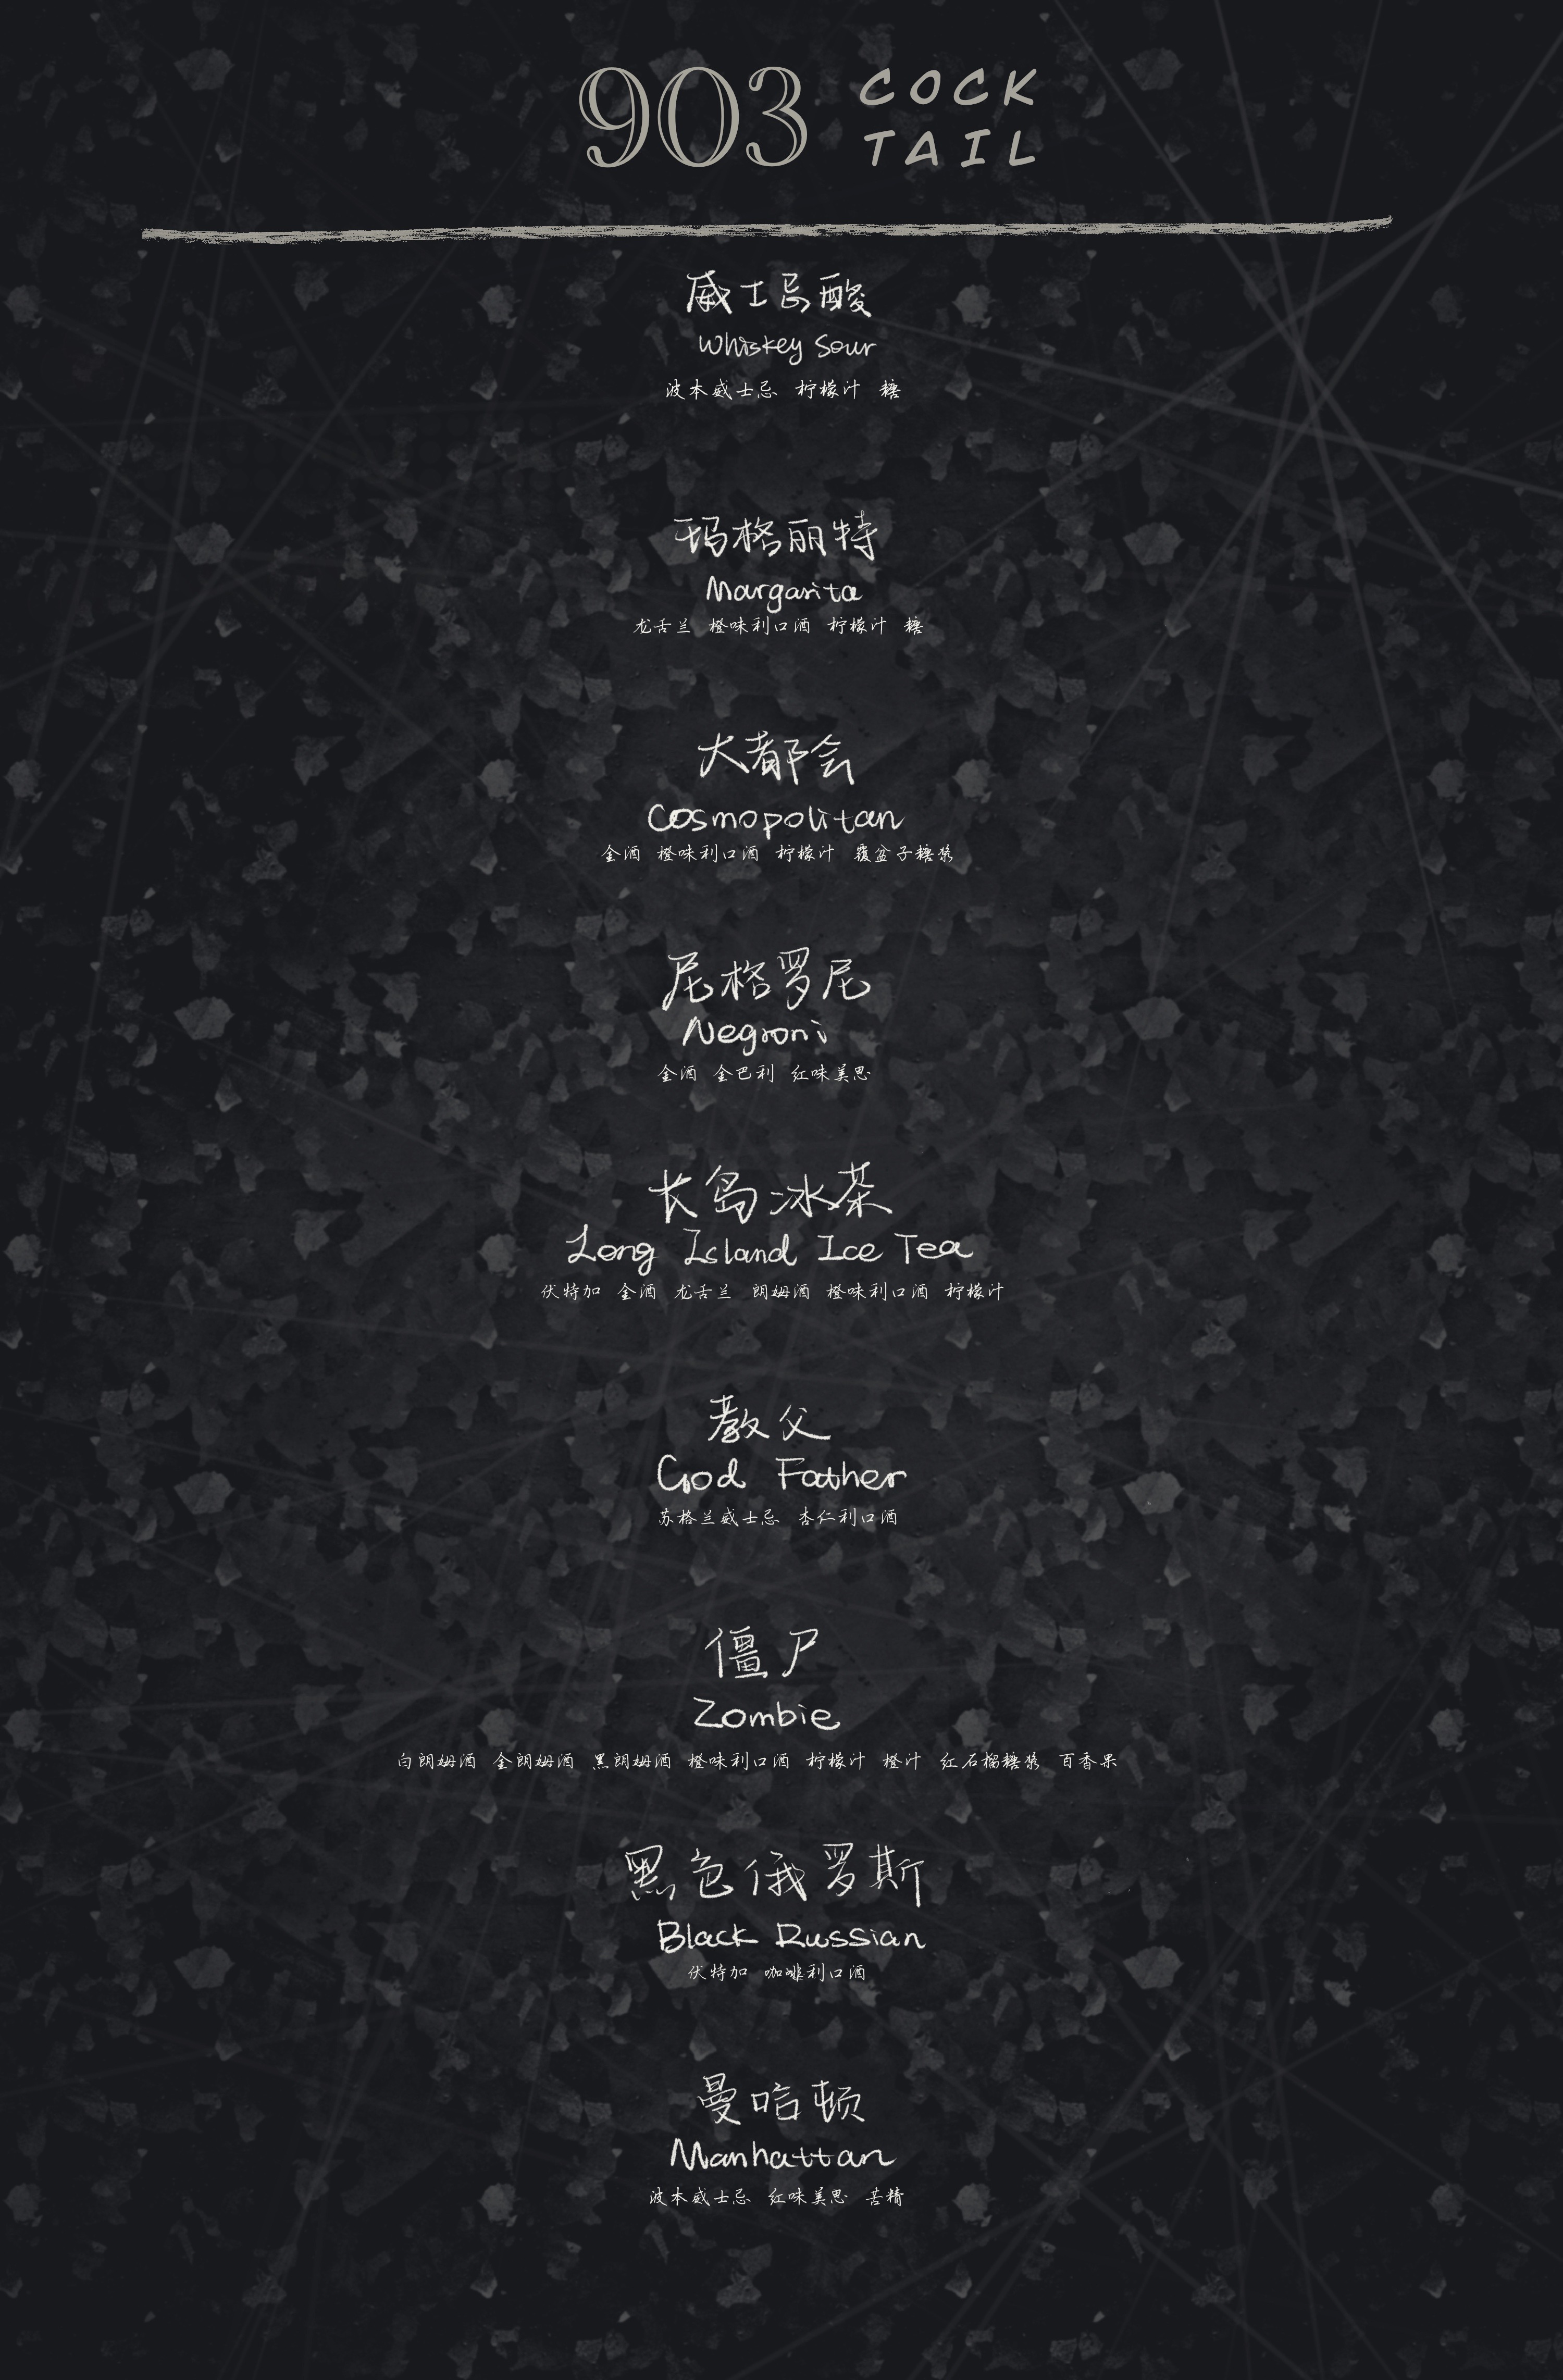 903 COCK
TAIL
威士忌酸
Whiskey Sour
波本威士忌 柠檬汁 糖
玛格丽特
Margarita
龙舌兰 橙味利口酒 柠檬汁 糖
大都会
Cosmopolitan
金酒 橙味利口酒 柠檬汁 覆盆子糖浆
尼格罗尼
Negroni
金酒 金巴利 红味美思
长岛冰茶
Long Island Ice Tea
伏特加 金酒 龙舌兰 朗姆酒 橙味利口酒 柠檬汁
教父
God Father
苏格兰威士忌 杏仁利口酒
僵尸
Zombie
白朗姆酒 金朗姆酒 黑朗姆酒 橙味利口酒 柠檬汁 橙汁 红石榴糖浆 百香果
黑色俄罗斯
Black Russian
伏特加 咖啡利口酒
曼哈顿
Manhattan
波本威士忌 红味美思 苦精